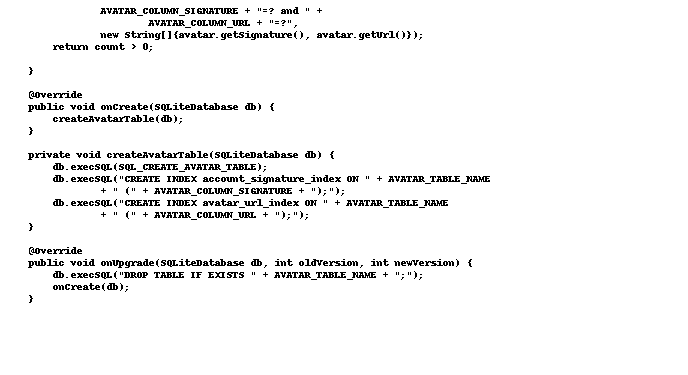 AVATAR_COLUMN_SIGNATURE + "=? and " +
AVATAR_COLUMN_URL + "=?",
new String[]{avatar.getSignature(), avatar.getUrl()});
return count > 0;
}
@Override
public void onCreate(SQLiteDatabase db) {
createAvatarTable(db);
}
private void createAvatarTable(SQLiteDatabase db) {
db.execSQL(SQL_CREATE_AVATAR_TABLE);
db.execSQL("CREATE INDEX account_signature_index ON " + AVATAR_TABLE_NAME
+ " (" + AVATAR_COLUMN_SIGNATURE + ");");
db.execSQL("CREATE INDEX avatar_url_index ON " + AVATAR_TABLE_NAME
+ " (" + AVATAR_COLUMN_URL + ");");
}
@Override
public void onUpgrade(SQLiteDatabase db, int oldVersion, int newVersion) {
db.execSQL("DROP TABLE IF EXISTS " + AVATAR_TABLE_NAME + ";");
onCreate(db);
}